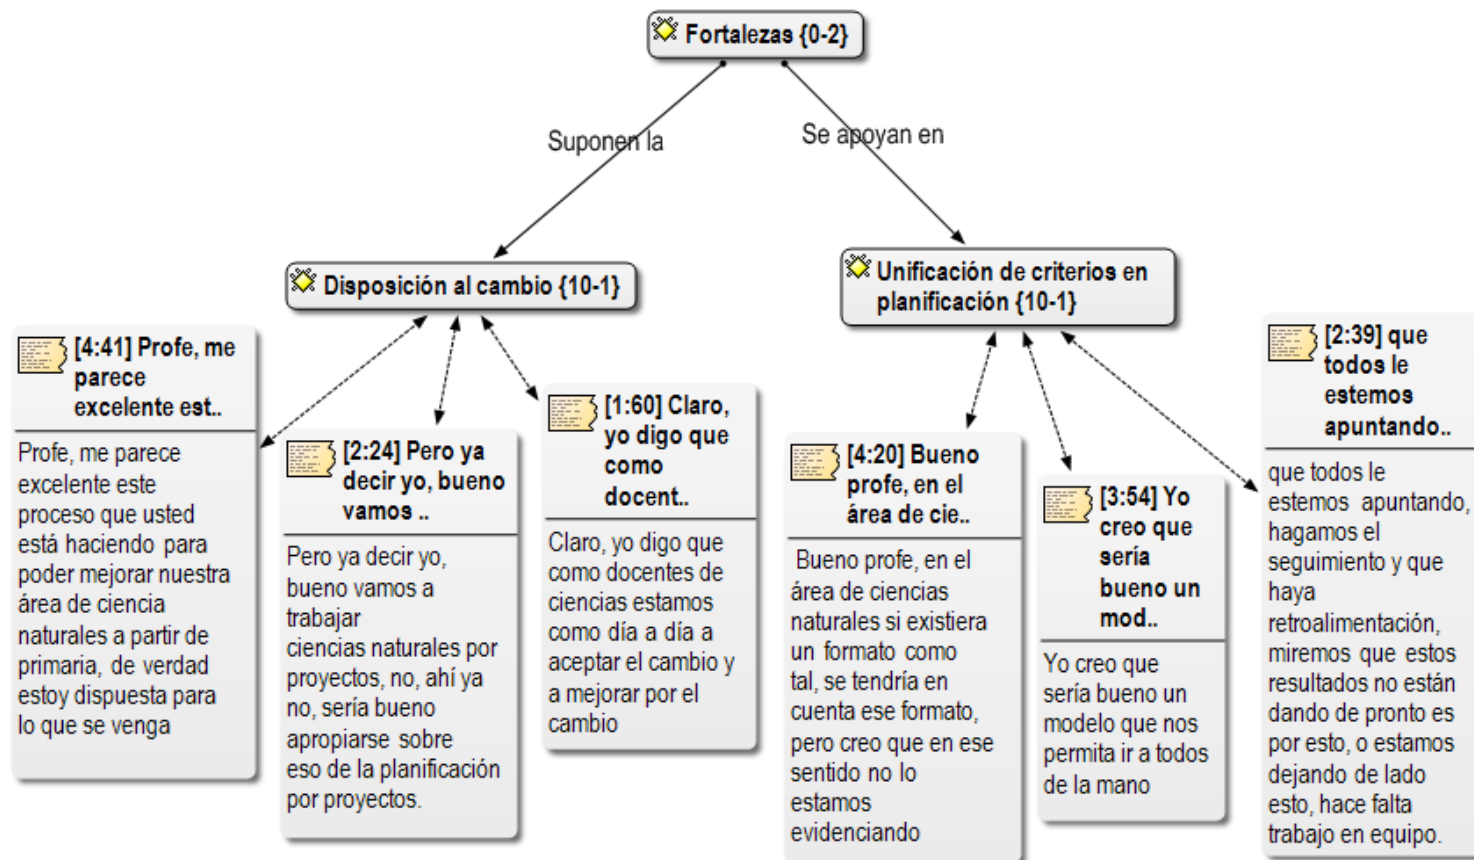 Fortalezas {0-2}
Suponen la
Se apoyan en
Disposición al cambio {10-1}
Unificación de criterios en
planificación {10-1}
[4:41] Profe, me
parece
excelente est..
Profe, me parece
excelente este
proceso que usted
está haciendo para
poder mejorar nuestra
área de ciencia
naturales a partir de
primaria, de verdad
estoy dispuesta para
lo que se venga
[2:24] Pero ya
decir yo, bueno
vamos ..
Pero ya decir yo,
bueno vamos a
trabajar
ciencias naturales por
proyectos, no, ahí ya
no, sería bueno
apropiarse sobre
eso de la planificación
por proyectos.
[1:60] Claro,
yo digo que
como
docent..
Claro, yo digo que
como docentes de
ciencias estamos
como día a día a
aceptar el cambio y
a mejorar por el
cambio
[4:20] Bueno
profe, en el
área de cie..
Bueno profe, en el
área de ciencias
naturales si existiera
un formato como
tal, se tendría en
cuenta ese formato,
pero creo que en ese
sentido no lo
estamos
evidenciando
[3:54] Yo
creo que
sería
bueno un
mod..
Yo creo que
sería bueno un
modelo que nos
permita ir a todos
de la mano
[2:39] que
todos le
estemos
apuntando..
que todos le
estemos apuntando,
hagamos el
seguimiento y que
haya
retroalimentación,
miremos que estos
resultados no están
dando de pronto es
por esto, o estamos
dejando de lado
esto, hace falta
trabajo en equipo.